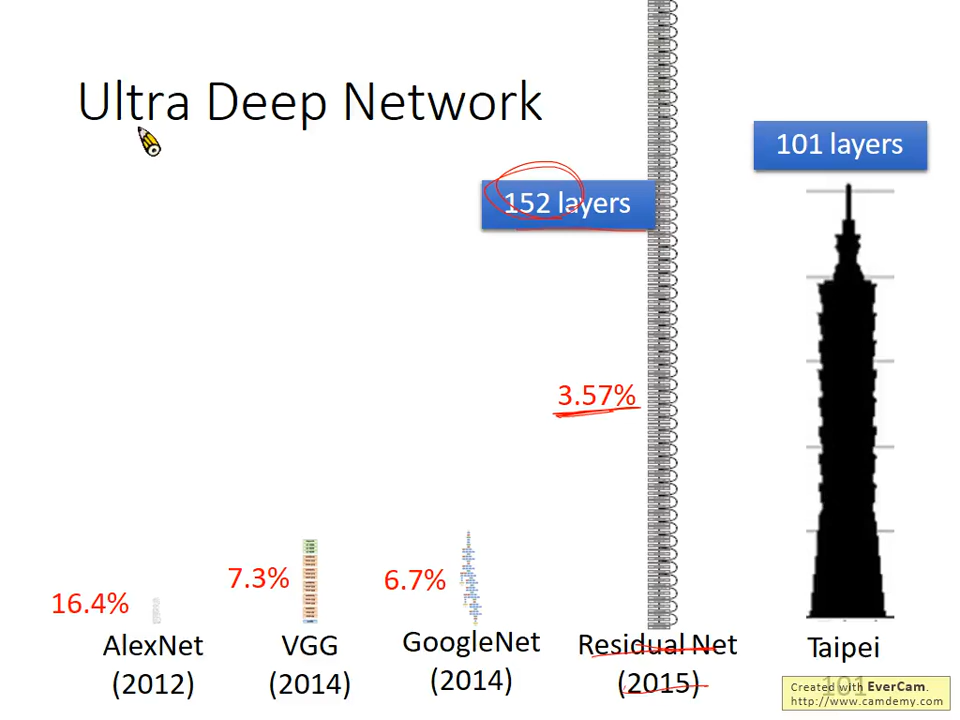 Ultra Deep Network
101 layers
152 layers
3.57%
16.4%
7.3%
6.7%
AlexNet
(2012)
VGG
(2014)
GoogleNet
(2014)
Residual Net
(2015)
Taipei
101
Created with EverCam.
http://www.camdemy.com